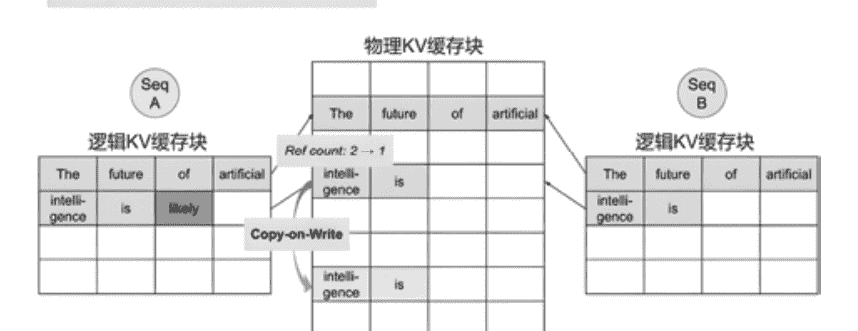 物理KV缓存块
Seq A
Seq B
逻辑KV缓存块
逻辑KV缓存块
The future of artificial
Ref count: 2 → 1
The future of artificial
intelli-gence is
The future of artificial
intelli-gence is likely
intelli-gence is
Copy-on-Write
intelli-gence is